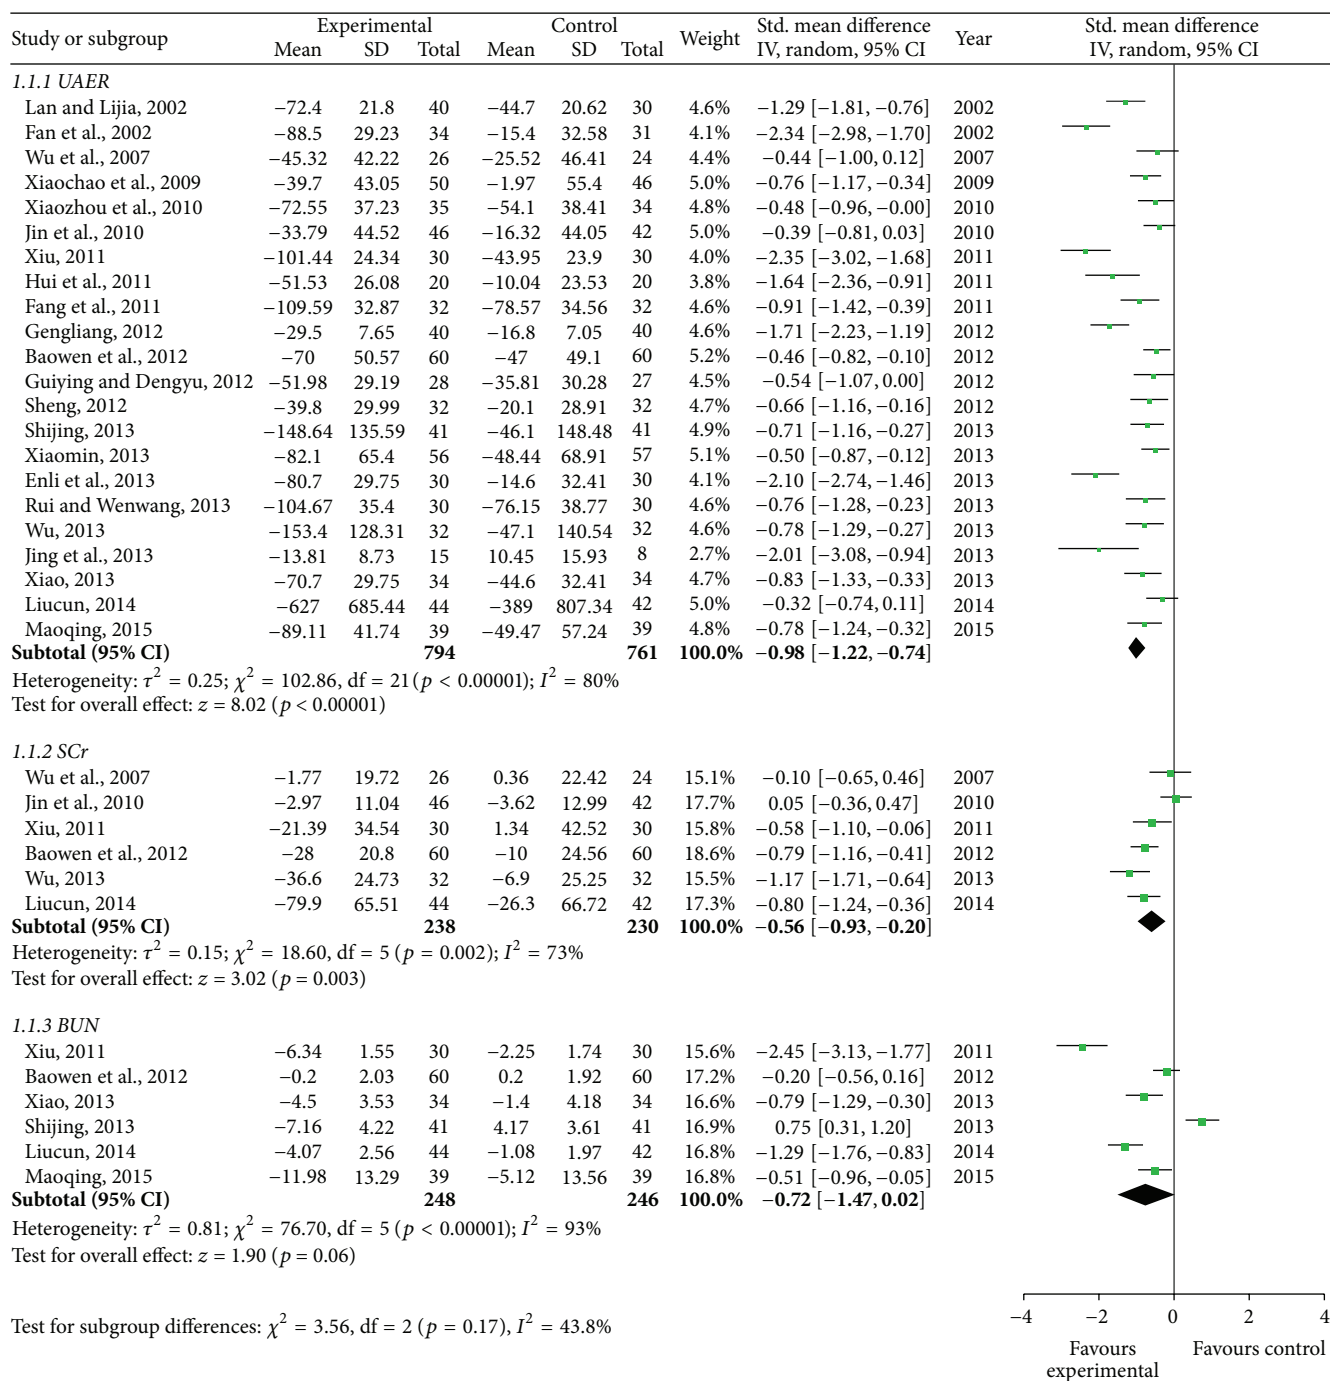 Study or subgroup Experimental Control Weight Std. mean difference Year Std. mean difference
Mean SD Total Mean SD Total IV, random, 95% CI IV, random, 95% CI
1.1.1 UAER
Lan and Lijia, 2002 −72.4 21.8 40 −44.7 20.62 30 4.6% −1.29 [−1.81, −0.76] 2002
Fan et al., 2002 −88.5 29.23 34 −15.4 32.58 31 4.1% −2.34 [−2.98, −1.70] 2002
Wu et al., 2007 −45.32 42.22 26 −25.52 46.41 24 4.4% −0.44 [−1.00, 0.12] 2007
Xiaochao et al., 2009 −39.7 43.05 50 −1.97 55.4 46 5.0% −0.76 [−1.17, −0.34] 2009
Xiaozhou et al., 2010 −72.55 37.23 35 −54.1 38.41 34 4.8% −0.48 [−0.96, −0.00] 2010
Jin et al., 2010 −33.79 44.52 46 −16.32 44.05 42 5.0% −0.39 [−0.81, 0.03] 2010
Xiu, 2011 −101.44 24.34 30 −43.95 23.9 30 4.0% −2.35 [−3.02, −1.68] 2011
Hui et al., 2011 −51.53 26.08 20 −10.04 23.53 20 3.8% −1.64 [−2.36, −0.91] 2011
Fang et al., 2011 −109.59 32.87 32 −78.57 34.56 32 4.6% −0.91 [−1.42, −0.39] 2011
Gengliang, 2012 −29.5 7.65 40 −16.8 7.05 40 4.6% −1.71 [−2.23, −1.19] 2012
Baowen et al., 2012 −70 50.57 60 −47 49.1 60 5.2% −0.46 [−0.82, −0.10] 2012
Guiying and Dengyu, 2012 −51.98 29.19 28 −35.81 30.28 27 4.5% −0.54 [−1.07, 0.00] 2012
Sheng, 2012 −39.8 29.99 32 −20.1 28.91 32 4.7% −0.66 [−1.16, −0.16] 2012
Shijing, 2013 −148.64 135.59 41 −46.1 148.48 41 4.9% −0.71 [−1.16, −0.27] 2013
Xiaomin, 2013 −82.1 65.4 56 −48.44 68.91 57 5.1% −0.50 [−0.87, −0.12] 2013
Enli et al., 2013 −80.7 29.75 30 −14.6 32.41 30 4.1% −2.10 [−2.74, −1.46] 2013
Rui and Wenwang, 2013 −104.67 35.4 30 −76.15 38.77 30 4.6% −0.76 [−1.28, −0.23] 2013
Wu, 2013 −153.4 128.31 32 −47.1 140.54 32 4.6% −0.78 [−1.29, −0.27] 2013
Jing et al., 2013 −13.81 8.73 15 10.45 15.93 8 2.7% −2.01 [−3.08, −0.94] 2013
Xiao, 2013 −70.7 29.75 34 −44.6 32.41 34 4.7% −0.83 [−1.33, −0.33] 2013
Liucun, 2014 −627 685.44 44 −389 807.34 42 5.0% −0.32 [−0.74, 0.11] 2014
Maoqing, 2015 −89.11 41.74 39 −49.47 57.24 39 4.8% −0.78 [−1.24, −0.32] 2015
Subtotal (95% CI) 794 761 100.0% −0.98 [−1.22, −0.74]
Heterogeneity: τ² = 0.25; χ² = 102.86, df = 21 (p < 0.00001); I² = 80%
Test for overall effect: z = 8.02 (p < 0.00001)
1.1.2 SCr
Wu et al., 2007 −1.77 19.72 26 0.36 22.42 24 15.1% −0.10 [−0.65, 0.46] 2007
Jin et al., 2010 −2.97 11.04 46 −3.62 12.99 42 17.7% 0.05 [−0.36, 0.47] 2010
Xiu, 2011 −21.39 34.54 30 1.34 42.52 30 15.8% −0.58 [−1.10, −0.06] 2011
Baowen et al., 2012 −28 20.8 60 −10 24.56 60 18.6% −0.79 [−1.16, −0.41] 2012
Wu, 2013 −36.6 24.73 32 −6.9 25.25 32 15.5% −1.17 [−1.71, −0.64] 2013
Liucun, 2014 −79.9 65.51 44 −26.3 66.72 42 17.3% −0.80 [−1.24, −0.36] 2014
Subtotal (95% CI) 238 230 100.0% −0.56 [−0.93, −0.20]
Heterogeneity: τ² = 0.15; χ² = 18.60, df = 5 (p = 0.002); I² = 73%
Test for overall effect: z = 3.02 (p = 0.003)
1.1.3 BUN
Xiu, 2011 −6.34 1.55 30 −2.25 1.74 30 15.6% −2.45 [−3.13, −1.77] 2011
Baowen et al., 2012 −0.2 2.03 60 0.2 1.92 60 17.2% −0.20 [−0.56, 0.16] 2012
Xiao, 2013 −4.5 3.53 34 −1.4 4.18 34 16.6% −0.79 [−1.29, −0.30] 2013
Shijing, 2013 −7.16 4.22 41 4.17 3.61 41 16.9% 0.75 [0.31, 1.20] 2013
Liucun, 2014 −4.07 2.56 44 −1.08 1.97 42 16.8% −1.29 [−1.76, −0.83] 2014
Maoqing, 2015 −11.98 13.29 39 −5.12 13.56 39 16.8% −0.51 [−0.96, −0.05] 2015
Subtotal (95% CI) 248 246 100.0% −0.72 [−1.47, 0.02]
Heterogeneity: τ² = 0.81; χ² = 76.70, df = 5 (p < 0.00001); I² = 93%
Test for overall effect: z = 1.90 (p = 0.06)
Test for subgroup differences: χ² = 3.56, df = 2 (p = 0.17), I² = 43.8%
−4 −2 0 2 4
Favours experimental Favours control